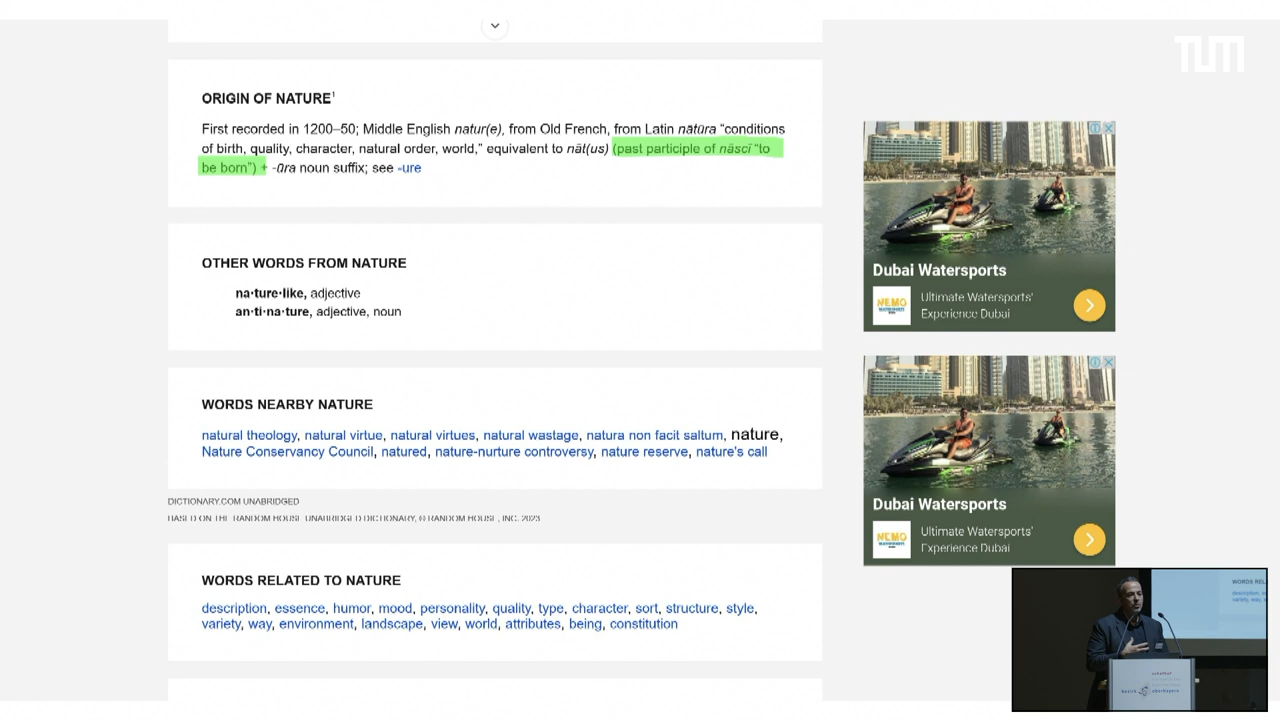 TUM
ORIGIN OF NATURE¹
First recorded in 1200–50; Middle English natur(e), from Old French, from Latin nātūra “conditions
of birth, quality, character, natural order, world,” equivalent to nāt(us) (past participle of nāscī “to
be born”) + -ūra noun suffix; see -ure
OTHER WORDS FROM NATURE
na·ture·like, adjective
an·ti·na·ture, adjective, noun
WORDS NEARBY NATURE
natural theology, natural virtue, natural virtues, natural wastage, natura non facit saltum, nature,
Nature Conservancy Council, natured, nature-nurture controversy, nature reserve, nature's call
DICTIONARY.COM UNABRIDGED
BASED ON THE RANDOM HOUSE UNABRIDGED DICTIONARY, © RANDOM HOUSE, INC. 2023
WORDS RELATED TO NATURE
description, essence, humor, mood, personality, quality, type, character, sort, structure, style,
variety, way, environment, landscape, view, world, attributes, being, constitution
Dubai Watersports
NEMO
Ultimate Watersports'
Experience Dubai
Dubai Watersports
NEMO
Ultimate Watersports'
Experience Dubai
WORDS REL
bezirk oberbayern